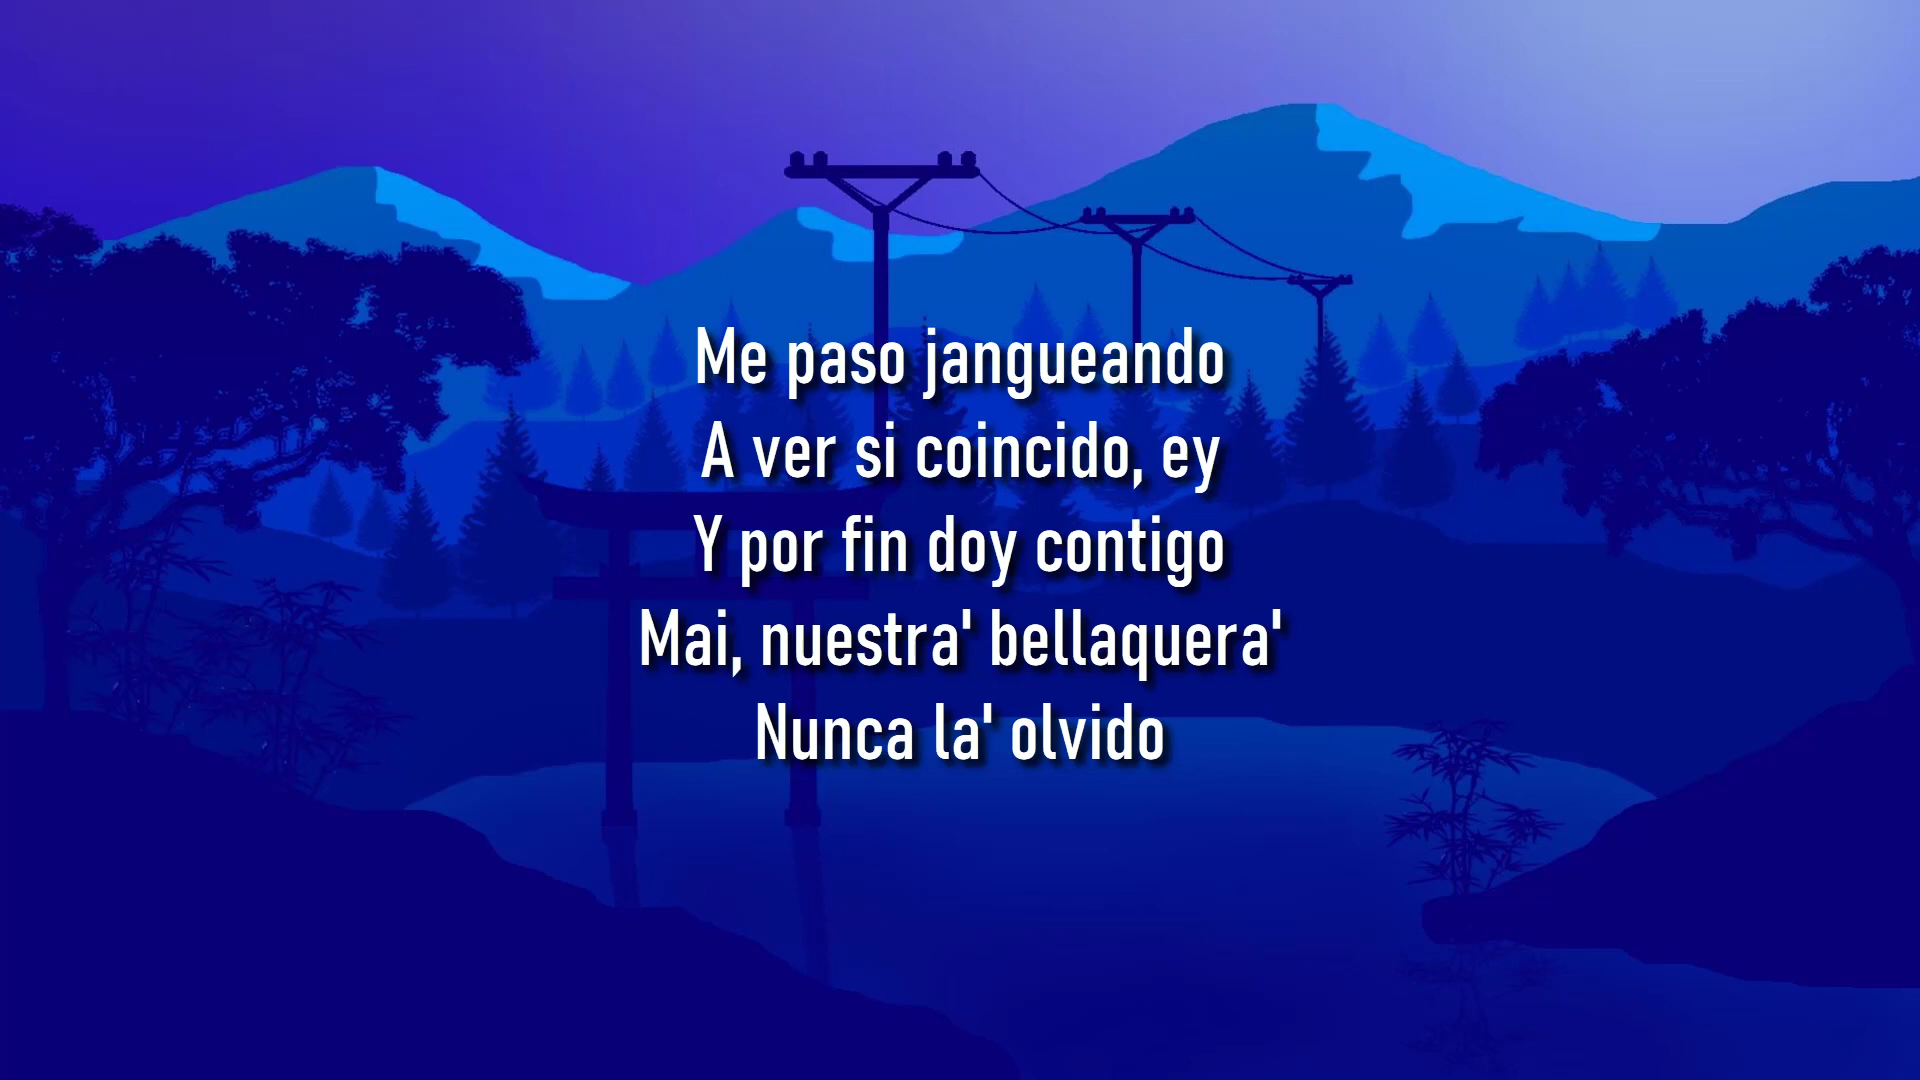 Me paso jangueando
A ver si coincido, ey
Y por fin doy contigo
Mai, nuestra' bellaquera'
Nunca la' olvido